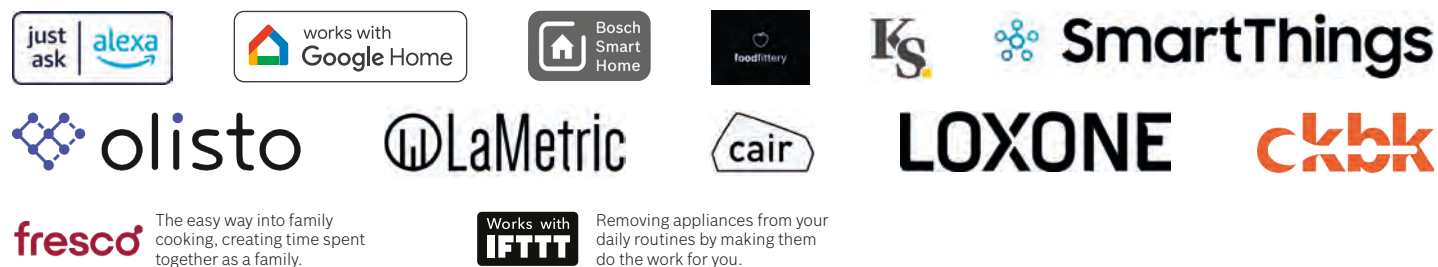 just
ask
alexa
works with
Google Home
Bosch
Smart
Home
foodfittery
KS
SmartThings
olisto
LaMetric
cair
LOXONE
ckbk
fresco
The easy way into family
cooking, creating time spent
together as a family.
Works with
IFTTT
Removing appliances from your
daily routines by making them
do the work for you.